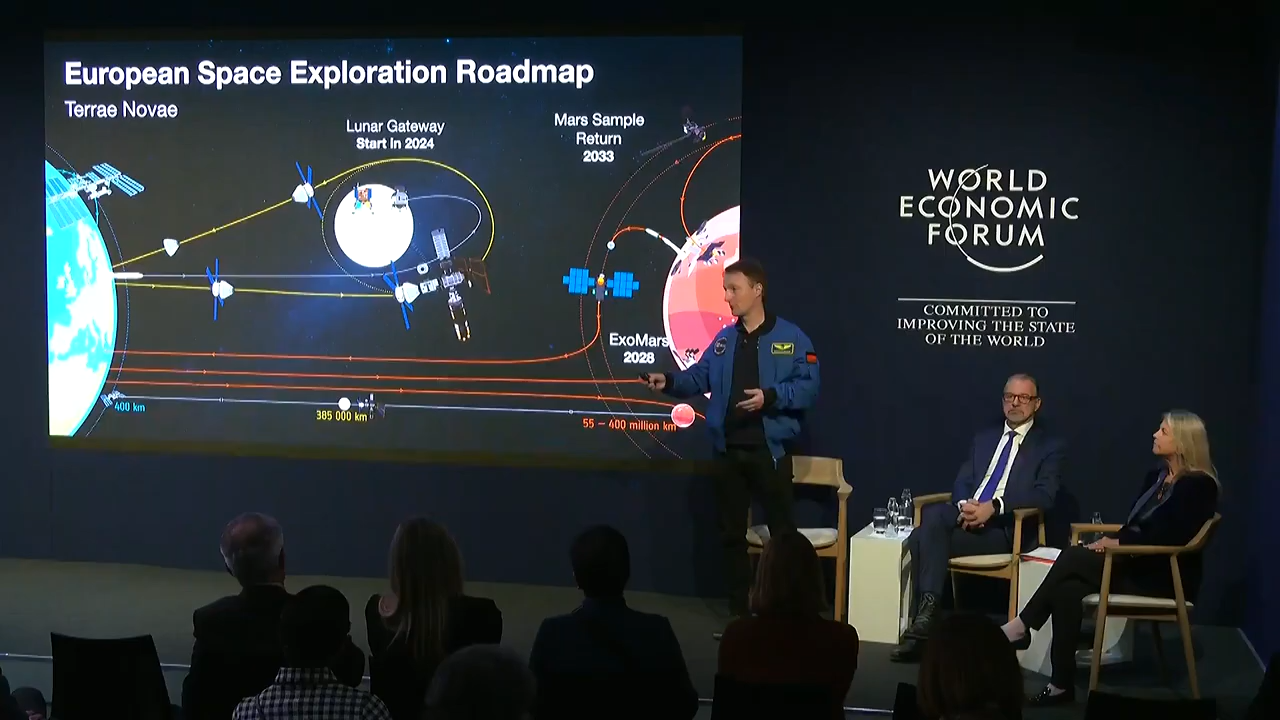 European Space Exploration Roadmap
Terrae Novae
Lunar Gateway
Start in 2024
Mars Sample
Return
2033
ExoMars
2028
400 km
385 000 km
55 – 400 million km
WORLD
ECONOMIC
FORUM
COMMITTED TO
IMPROVING THE STATE
OF THE WORLD